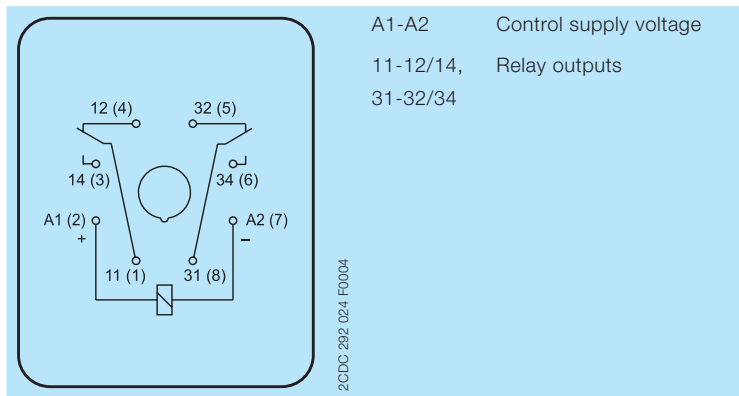 A1-A2 Control supply voltage
11-12/14, Relay outputs
31-32/34
12 (4) 32 (5)
14 (3) 34 (6)
A1 (2) A2 (7)
+ –
11 (1) 31 (8)
2CDC 292 024 F0004